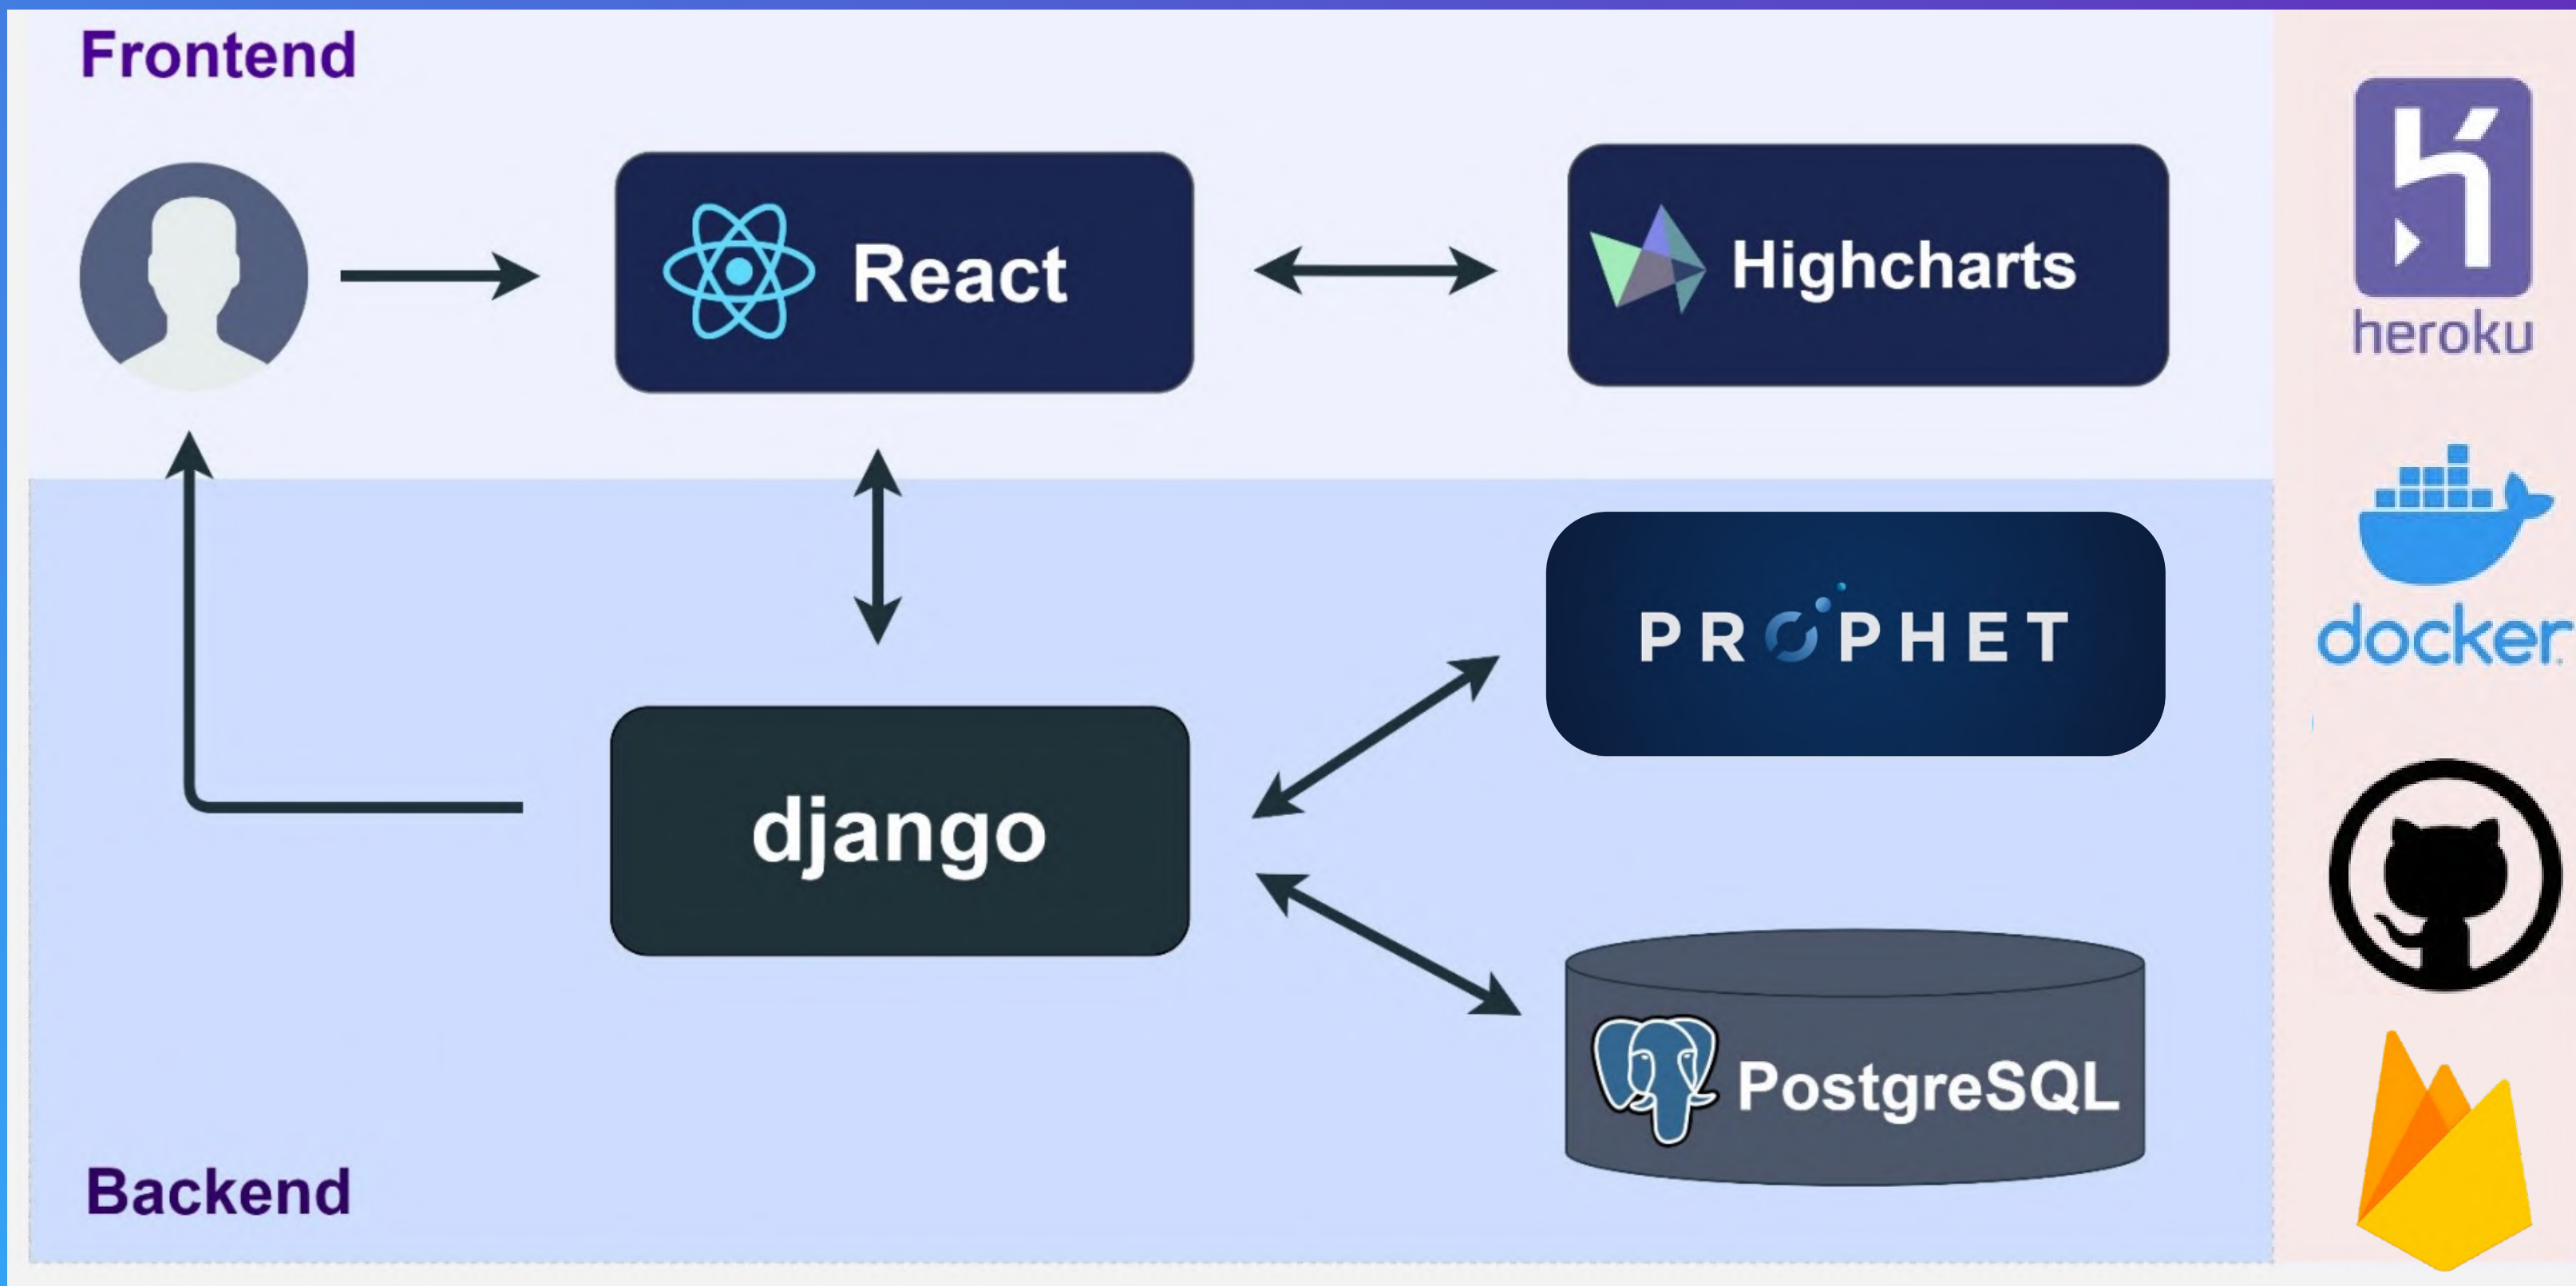 Frontend
React
Highcharts
heroku
PROPHET
docker
django
PostgreSQL
Backend